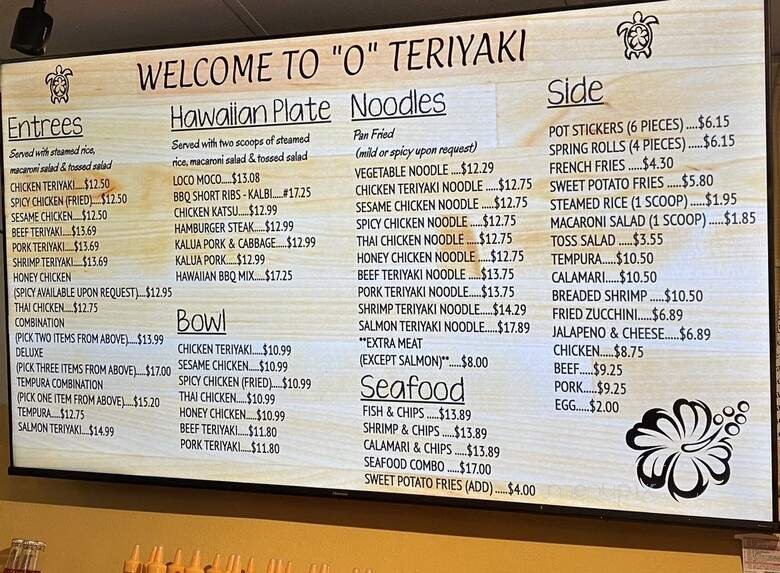 WELCOME TO "O" TERIYAKI
Entrees
Served with steamed rice,
macaroni salad & tossed salad
CHICKEN TERIYAKI....$12.50
SPICY CHICKEN (FRIED)....$12.50
SESAME CHICKEN....$12.50
BEEF TERIYAKI....$13.69
PORK TERIYAKI....$13.69
SHRIMP TERIYAKI....$13.69
HONEY CHICKEN
(SPICY AVAILABLE UPON REQUEST)....$12.95
THAI CHICKEN....$12.75
COMBINATION
(PICK TWO ITEMS FROM ABOVE)....$13.99
DELUXE
(PICK THREE ITEMS FROM ABOVE)....$17.00
TEMPURA COMBINATION
(PICK ONE ITEM FROM ABOVE)....$15.20
TEMPURA....$12.75
SALMON TERIYAKI....$14.99
Hawaiian Plate
Served with two scoops of steamed
rice, macaroni salad & tossed salad
LOCO MOCO....$13.08
BBQ SHORT RIBS - KALBI....#17.25
CHICKEN KATSU....$12.99
HAMBURGER STEAK....$12.99
KALUA PORK & CABBAGE....$12.99
KALUA PORK....$12.99
HAWAIIAN BBQ MIX....$17.25
Bowl
CHICKEN TERIYAKI....$10.99
SESAME CHICKEN....$10.99
SPICY CHICKEN (FRIED)....$10.99
THAI CHICKEN....$10.99
HONEY CHICKEN....$10.99
BEEF TERIYAKI....$11.80
PORK TERIYAKI....$11.80
Noodles
Pan Fried
(mild or spicy upon request)
VEGETABLE NOODLE ....$12.29
CHICKEN TERIYAKI NOODLE ....$12.75
SESAME CHICKEN NOODLE ....$12.75
SPICY CHICKEN NOODLE ....$12.75
THAI CHICKEN NOODLE ....$12.75
HONEY CHICKEN NOODLE ....$12.75
BEEF TERIYAKI NOODLE ....$13.75
PORK TERIYAKI NOODLE....$13.75
SHRIMP TERIYAKI NOODLE....$14.29
SALMON TERIYAKI NOODLE....$17.89
**EXTRA MEAT
(EXCEPT SALMON)**....$8.00
Seafood
FISH & CHIPS ....$13.89
SHRIMP & CHIPS ....$13.89
CALAMARI & CHIPS ....$13.89
SEAFOOD COMBO ....$17.00
SWEET POTATO FRIES (ADD) ....$4.00
Side
POT STICKERS (6 PIECES) ....$6.15
SPRING ROLLS (4 PIECES) .....$6.15
FRENCH FRIES ....$4.30
SWEET POTATO FRIES ....$5.80
STEAMED RICE (1 SCOOP) ....$1.95
MACARONI SALAD (1 SCOOP) ....$1.85
TOSS SALAD ....$3.55
TEMPURA....$10.50
CALAMARI....$10.50
BREADED SHRIMP ....$10.50
FRIED ZUCCHINI....$6.89
JALAPENO & CHEESE....$6.89
CHICKEN....$8.75
BEEF....$9.25
PORK....$9.25
EGG....$2.00